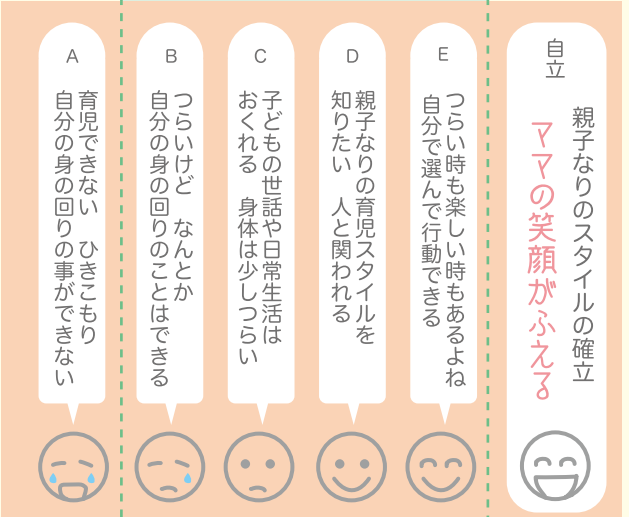 A
育児できない　ひきこもり
自分の身の回りの事ができない
B
つらいけど　なんとか
自分の身の回りのことはできる
C
子どもの世話や日常生活は
おくれる　身体は少しつらい
D
親子なりの育児スタイルを
知りたい　人と関われる
E
つらい時も楽しい時もあるよね
自分で選んで行動できる
自立
親子なりのスタイルの確立
ママの笑顔がふえる